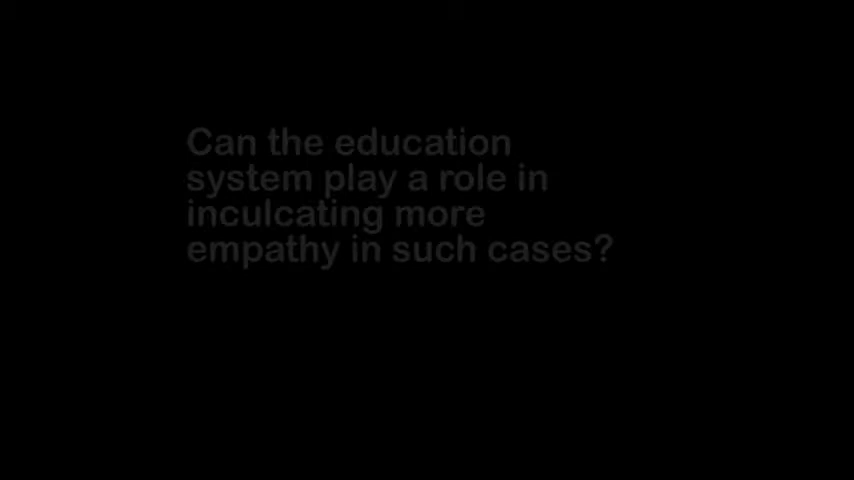 Can the education
system play a role in
inculcating more
empathy in such cases?